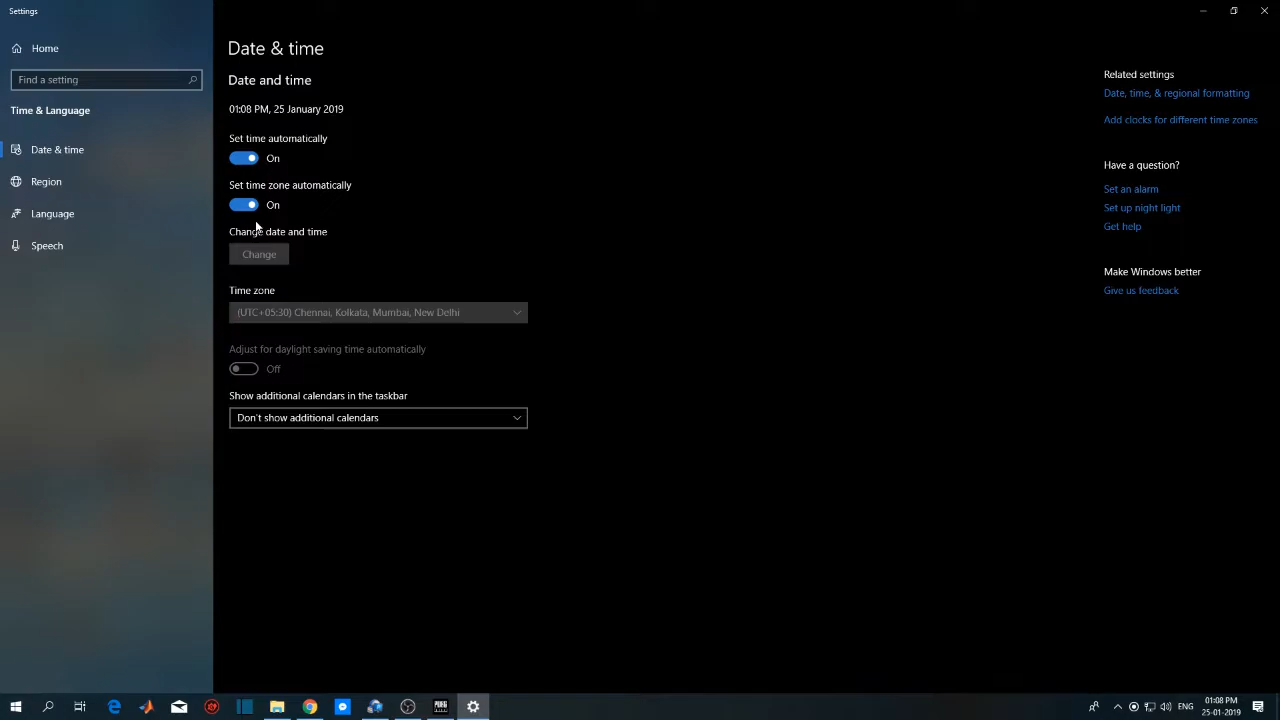 Settings
Home
Find a setting
Time & Language
Date & time
Region
Language
Speech
Date & time
Date and time
01:08 PM, 25 January 2019
Set time automatically
On
Set time zone automatically
On
Change date and time
Change
Time zone
(UTC+05:30) Chennai, Kolkata, Mumbai, New Delhi
Adjust for daylight saving time automatically
Off
Show additional calendars in the taskbar
Don't show additional calendars
Related settings
Date, time, & regional formatting
Add clocks for different time zones
Have a question?
Set an alarm
Set up night light
Get help
Make Windows better
Give us feedback
PUBG
ENG
01:08 PM
25-01-2019